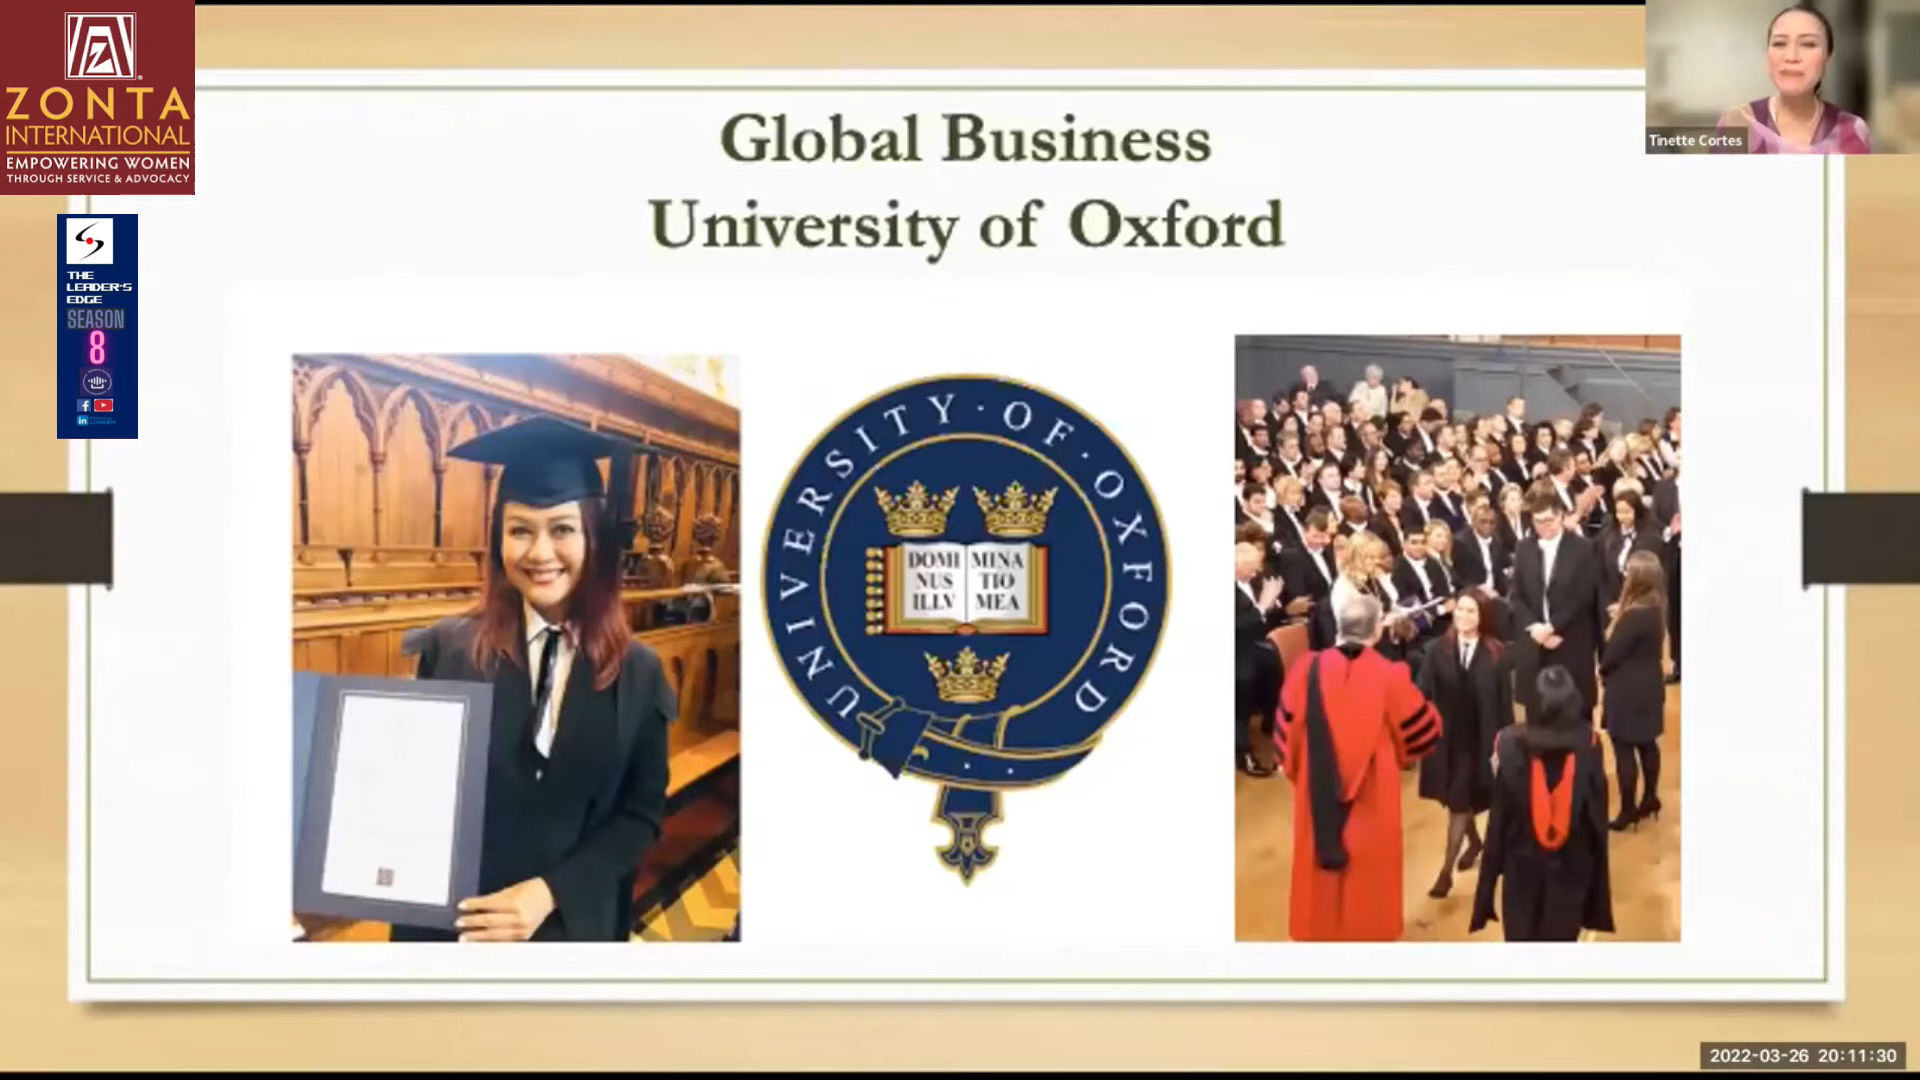 ZONTA
INTERNATIONAL
EMPOWERING WOMEN
THROUGH SERVICE & ADVOCACY
THE
LEADER'S
EDGE
SEASON
8
Global Business
University of Oxford
UNIVERSITY · OF · OXFORD
DOMI MINA
NUS TIO
ILLV MEA
Tinette Cortes
2022-03-26 20:11:30